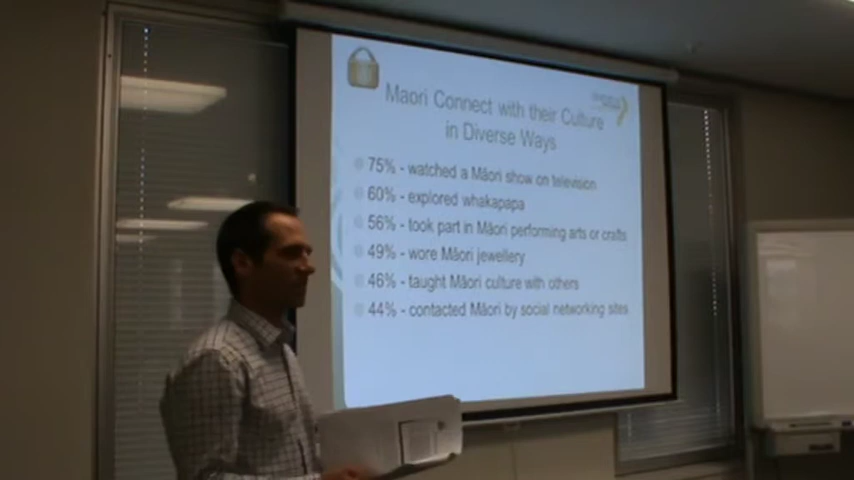 Maori Connect with their Culture
in Diverse Ways
75% - watched a Māori show on television
60% - explored whakapapa
56% - took part in Māori performing arts or crafts
49% - wore Māori jewellery
46% - taught Māori culture with others
44% - contacted Māori by social networking sites